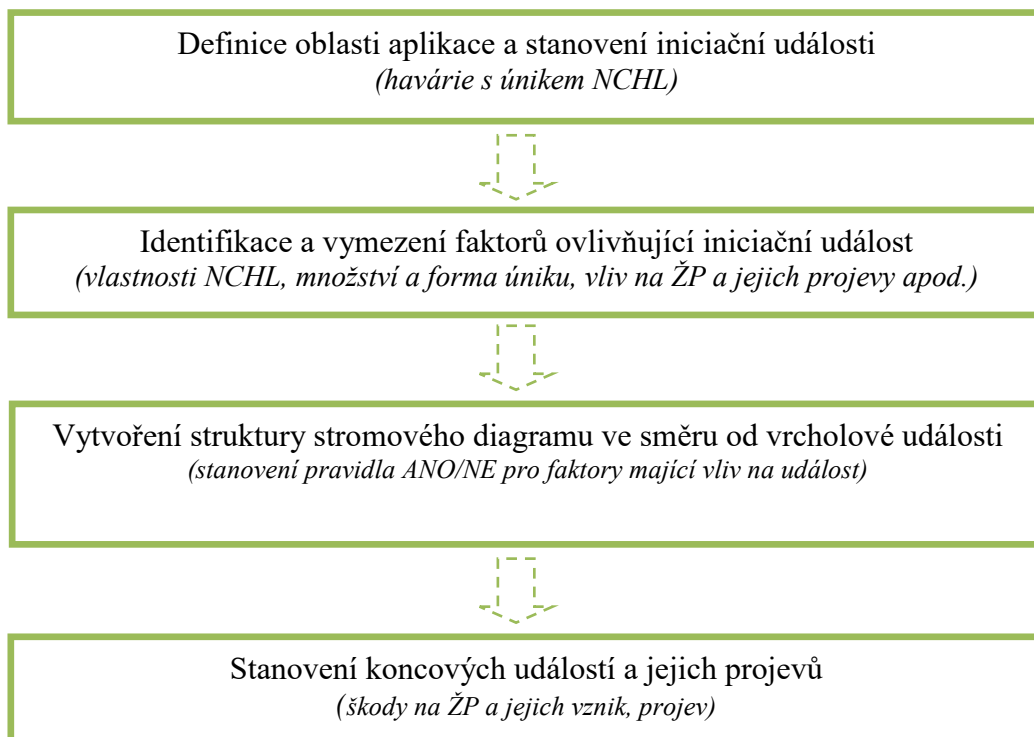 Definice oblasti aplikace a stanovení iniciační události
(havárie s únikem NCHL)
Identifikace a vymezení faktorů ovlivňující iniciační událost
(vlastnosti NCHL, množství a forma úniku, vliv na ŽP a jejich projevy apod.)
Vytvoření struktury stromového diagramu ve směru od vrcholové události
(stanovení pravidla ANO/NE pro faktory mající vliv na událost)
Stanovení koncových událostí a jejich projevů
(škody na ŽP a jejich vznik, projev)